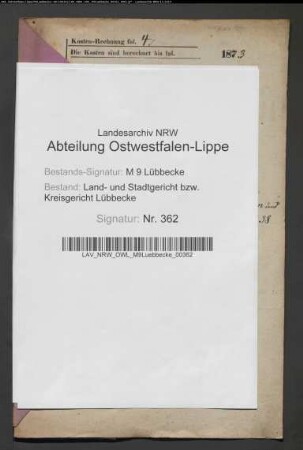 Kosten-Rechnung fol. 4.
Die Kosten sind berechnet bis fol.
1873
Landesarchiv NRW
Abteilung Ostwestfalen-Lippe
Bestands-Signatur: M 9 Lübbecke
Bestand: Land- und Stadtgericht bzw.
Kreisgericht Lübbecke
Signatur: Nr. 362
LAV_NRW_OWL_M9Luebbecke_00362